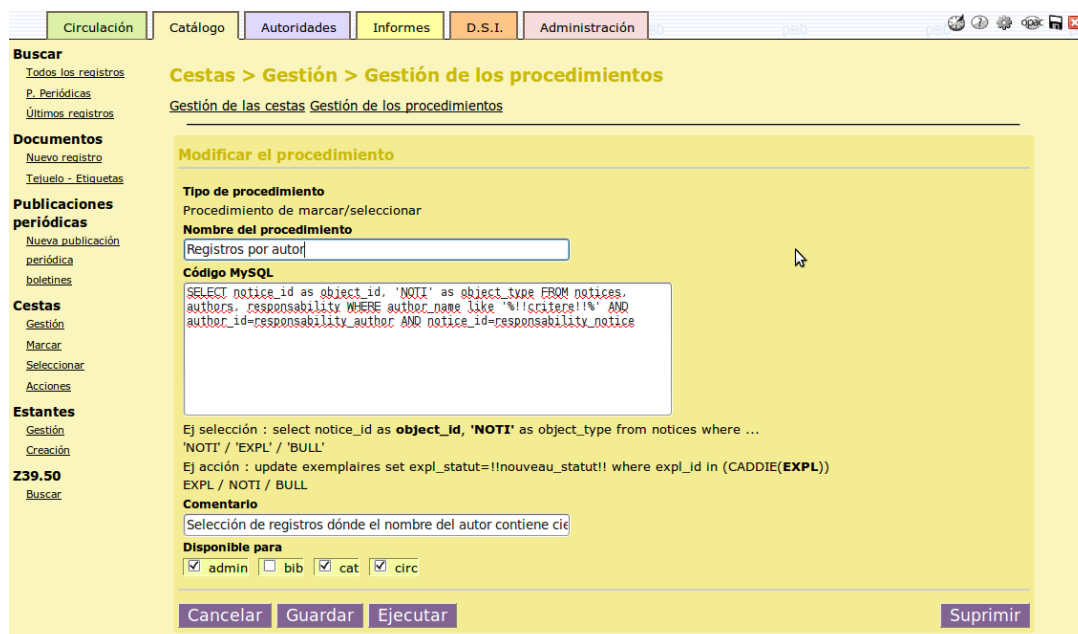 Circulación Catálogo Autoridades Informes D.S.I. Administración opac
Buscar
Todos los registros
P. Periódicas
Últimos registros
Documentos
Nuevo registro
Tejuelo - Etiquetas
Publicaciones
periódicas
Nueva publicación
periódica
boletines
Cestas
Gestión
Marcar
Seleccionar
Acciones
Estantes
Gestión
Creación
Z39.50
Buscar
Cestas > Gestión > Gestión de los procedimientos
Gestión de las cestas Gestión de los procedimientos
Modificar el procedimiento
Tipo de procedimiento
Procedimiento de marcar/seleccionar
Nombre del procedimiento
Registros por autor
Código MySQL
SELECT notice_id as object_id, 'NOTI' as object_type FROM notices,
authors, responsability WHERE author_name like '%!!critere!!%' AND
author_id=responsability_author AND notice_id=responsability_notice
Ej selección : select notice_id as object_id, 'NOTI' as object_type from notices where ...
'NOTI' / 'EXPL' / 'BULL'
Ej acción : update exemplaires set expl_statut=!!nouveau_statut!! where expl_id in (CADDIE(EXPL))
EXPL / NOTI / BULL
Comentario
Selección de registros dónde el nombre del autor contiene cie
Disponible para
admin bib cat circ
Cancelar Guardar Ejecutar Suprimir